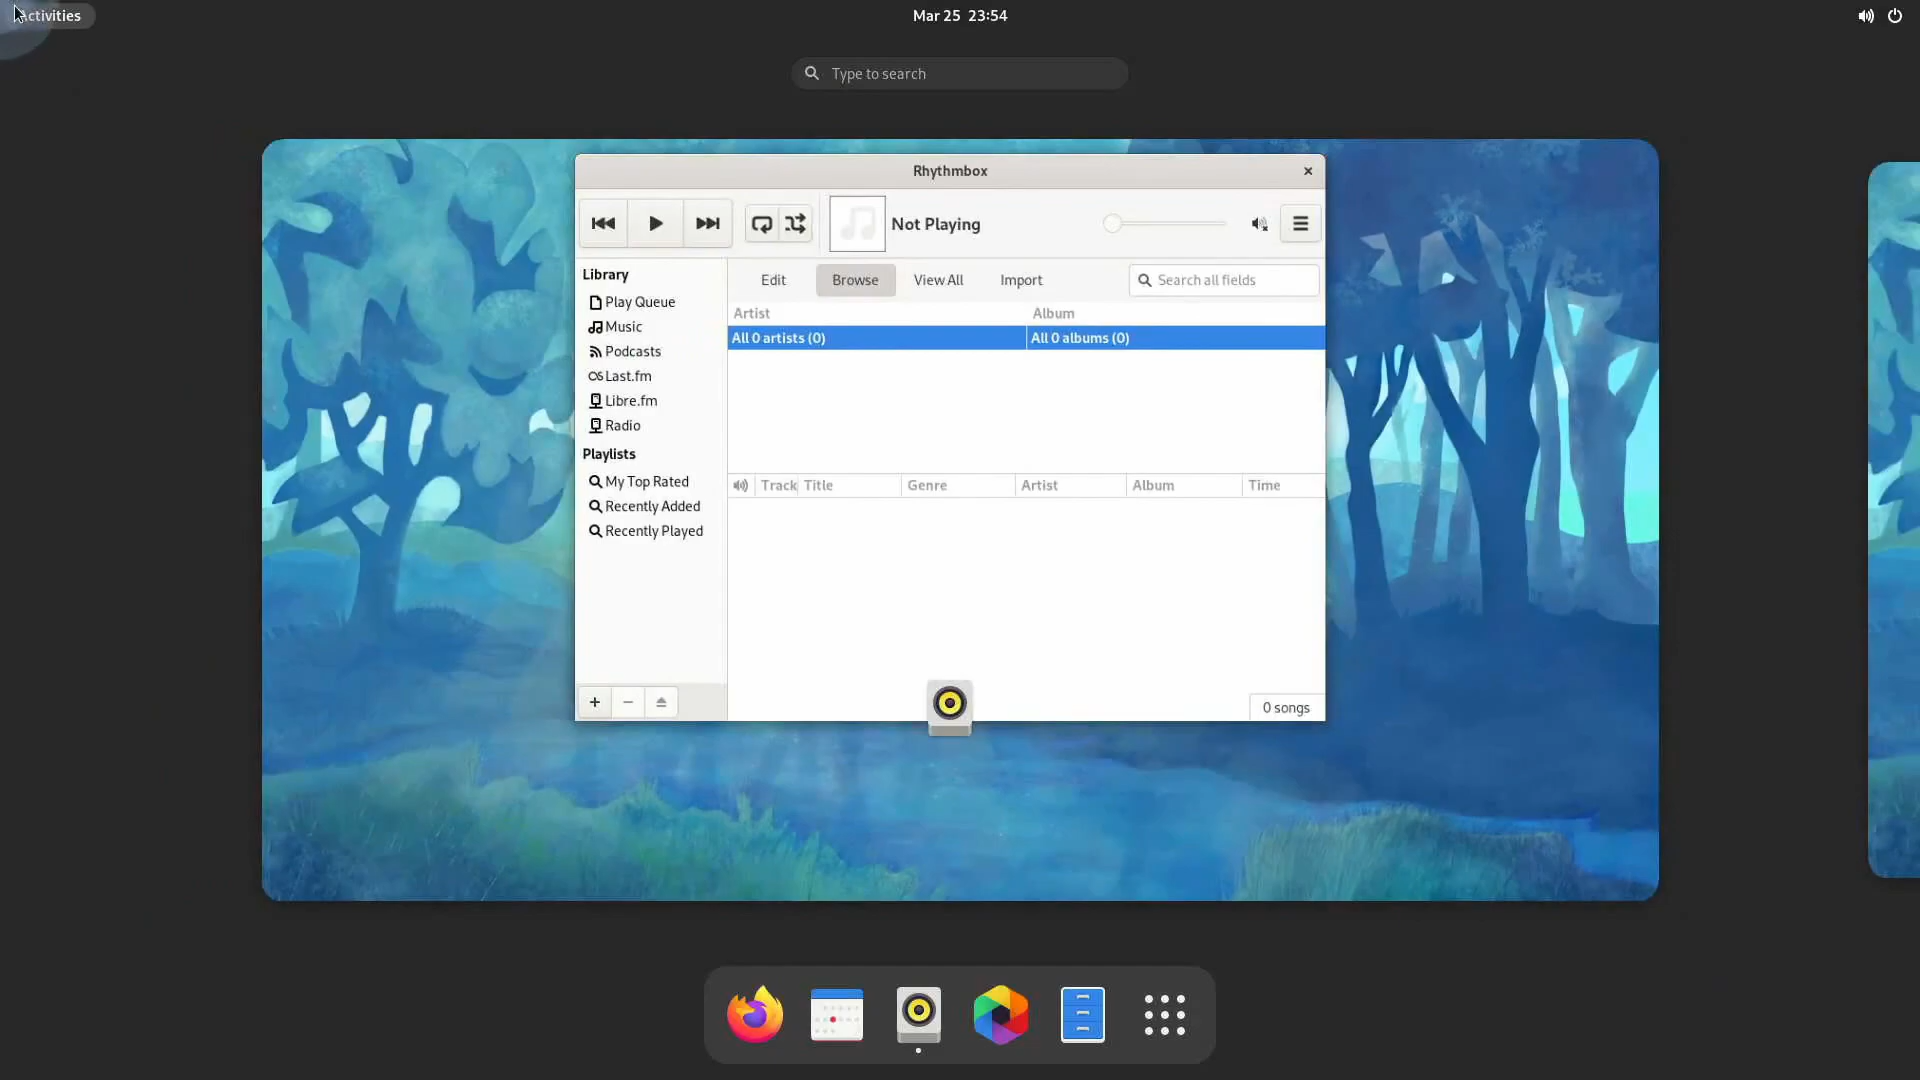 Activities
Mar 25 23:54
Type to search
Rhythmbox
Not Playing
Library
Play Queue
Music
Podcasts
Last.fm
Libre.fm
Radio
Playlists
My Top Rated
Recently Added
Recently Played
Edit Browse View All Import Search all fields
Artist Album
All 0 artists (0) All 0 albums (0)
Track Title Genre Artist Album Time
0 songs